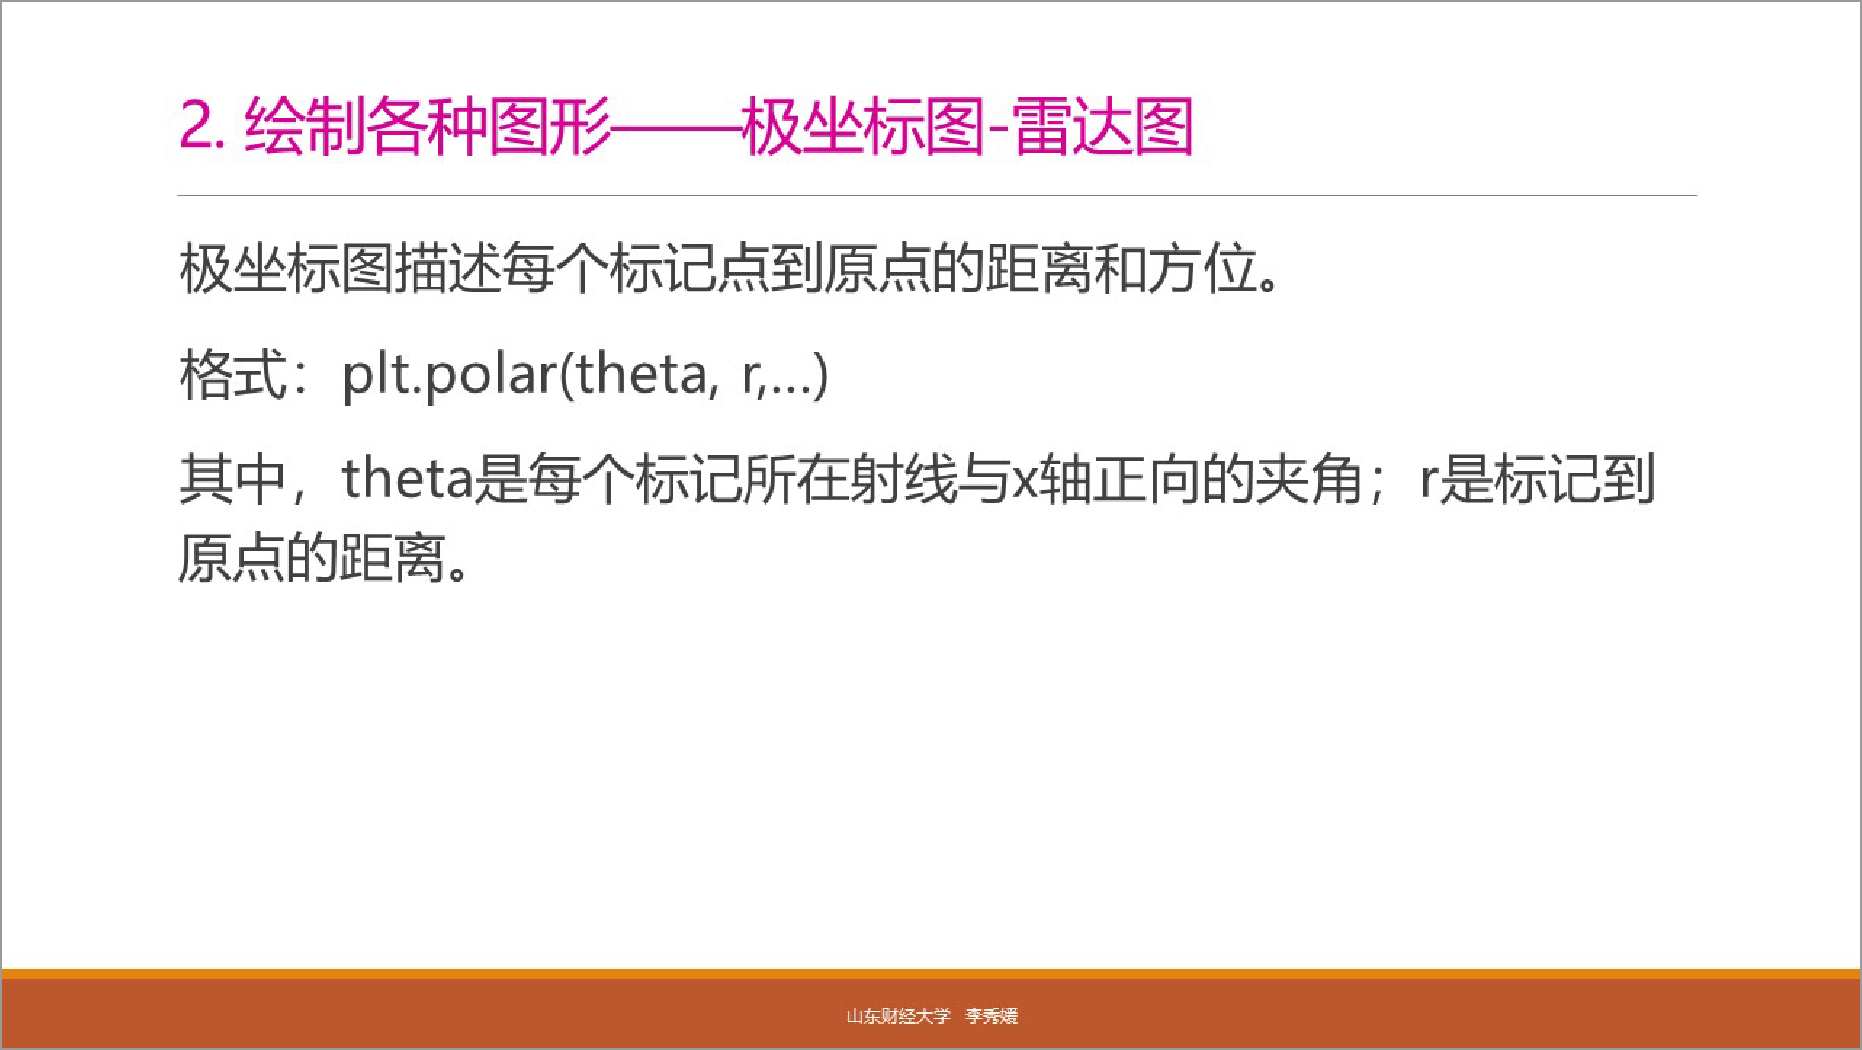 2. 绘制各种图形——极坐标图-雷达图
极坐标图描述每个标记点到原点的距离和方位。
格式：plt.polar(theta, r,...)
其中，theta是每个标记所在射线与x轴正向的夹角；r是标记到
原点的距离。
山东财经大学 李秀媛